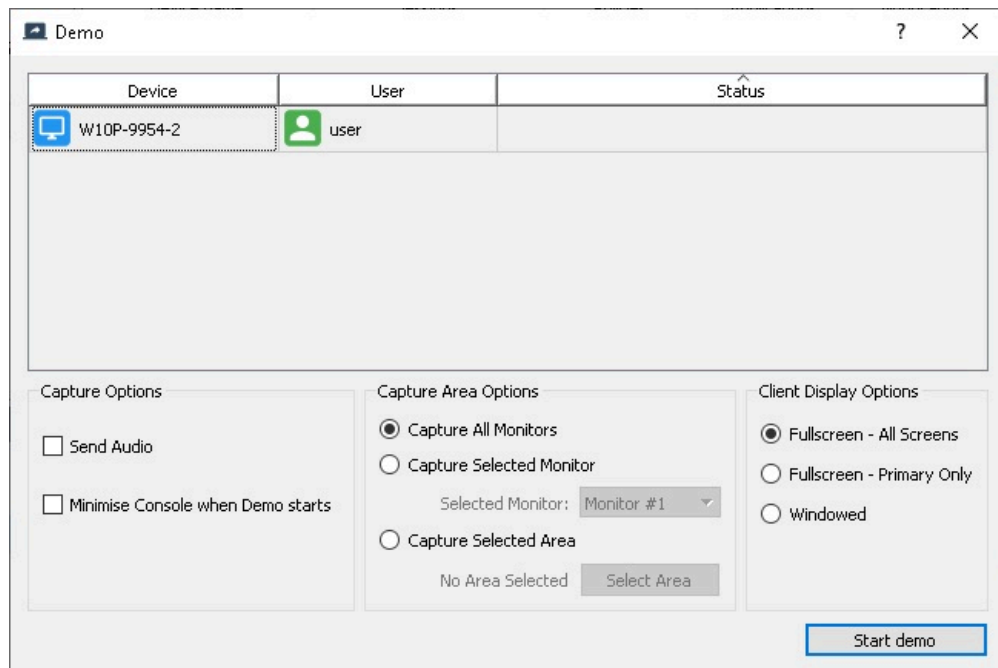 Demo
?
Device User Status
W10P-9954-2 user
Capture Options
Send Audio
Minimise Console when Demo starts
Capture Area Options
Capture All Monitors
Capture Selected Monitor
Selected Monitor: Monitor #1
Capture Selected Area
No Area Selected Select Area
Client Display Options
Fullscreen - All Screens
Fullscreen - Primary Only
Windowed
Start demo